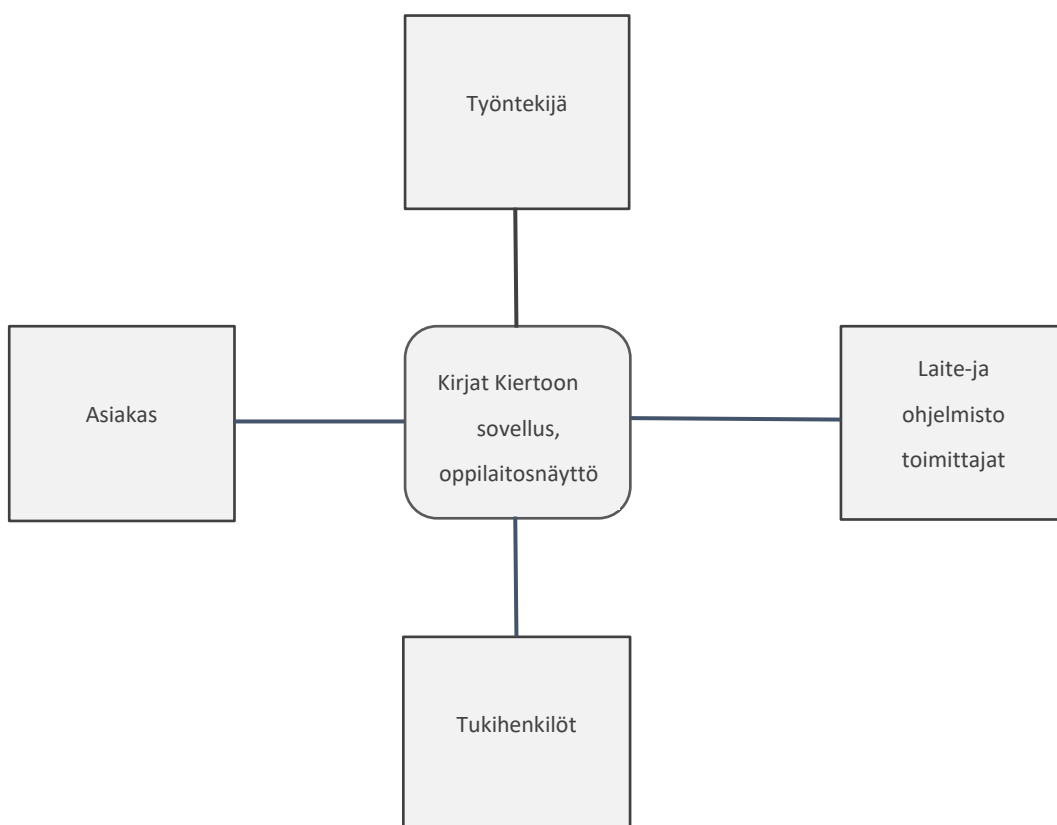 Työntekijä
Asiakas
Kirjat Kiertoon
sovellus,
oppilaitosnäyttö
Laite-ja
ohjelmisto
toimittajat
Tukihenkilöt